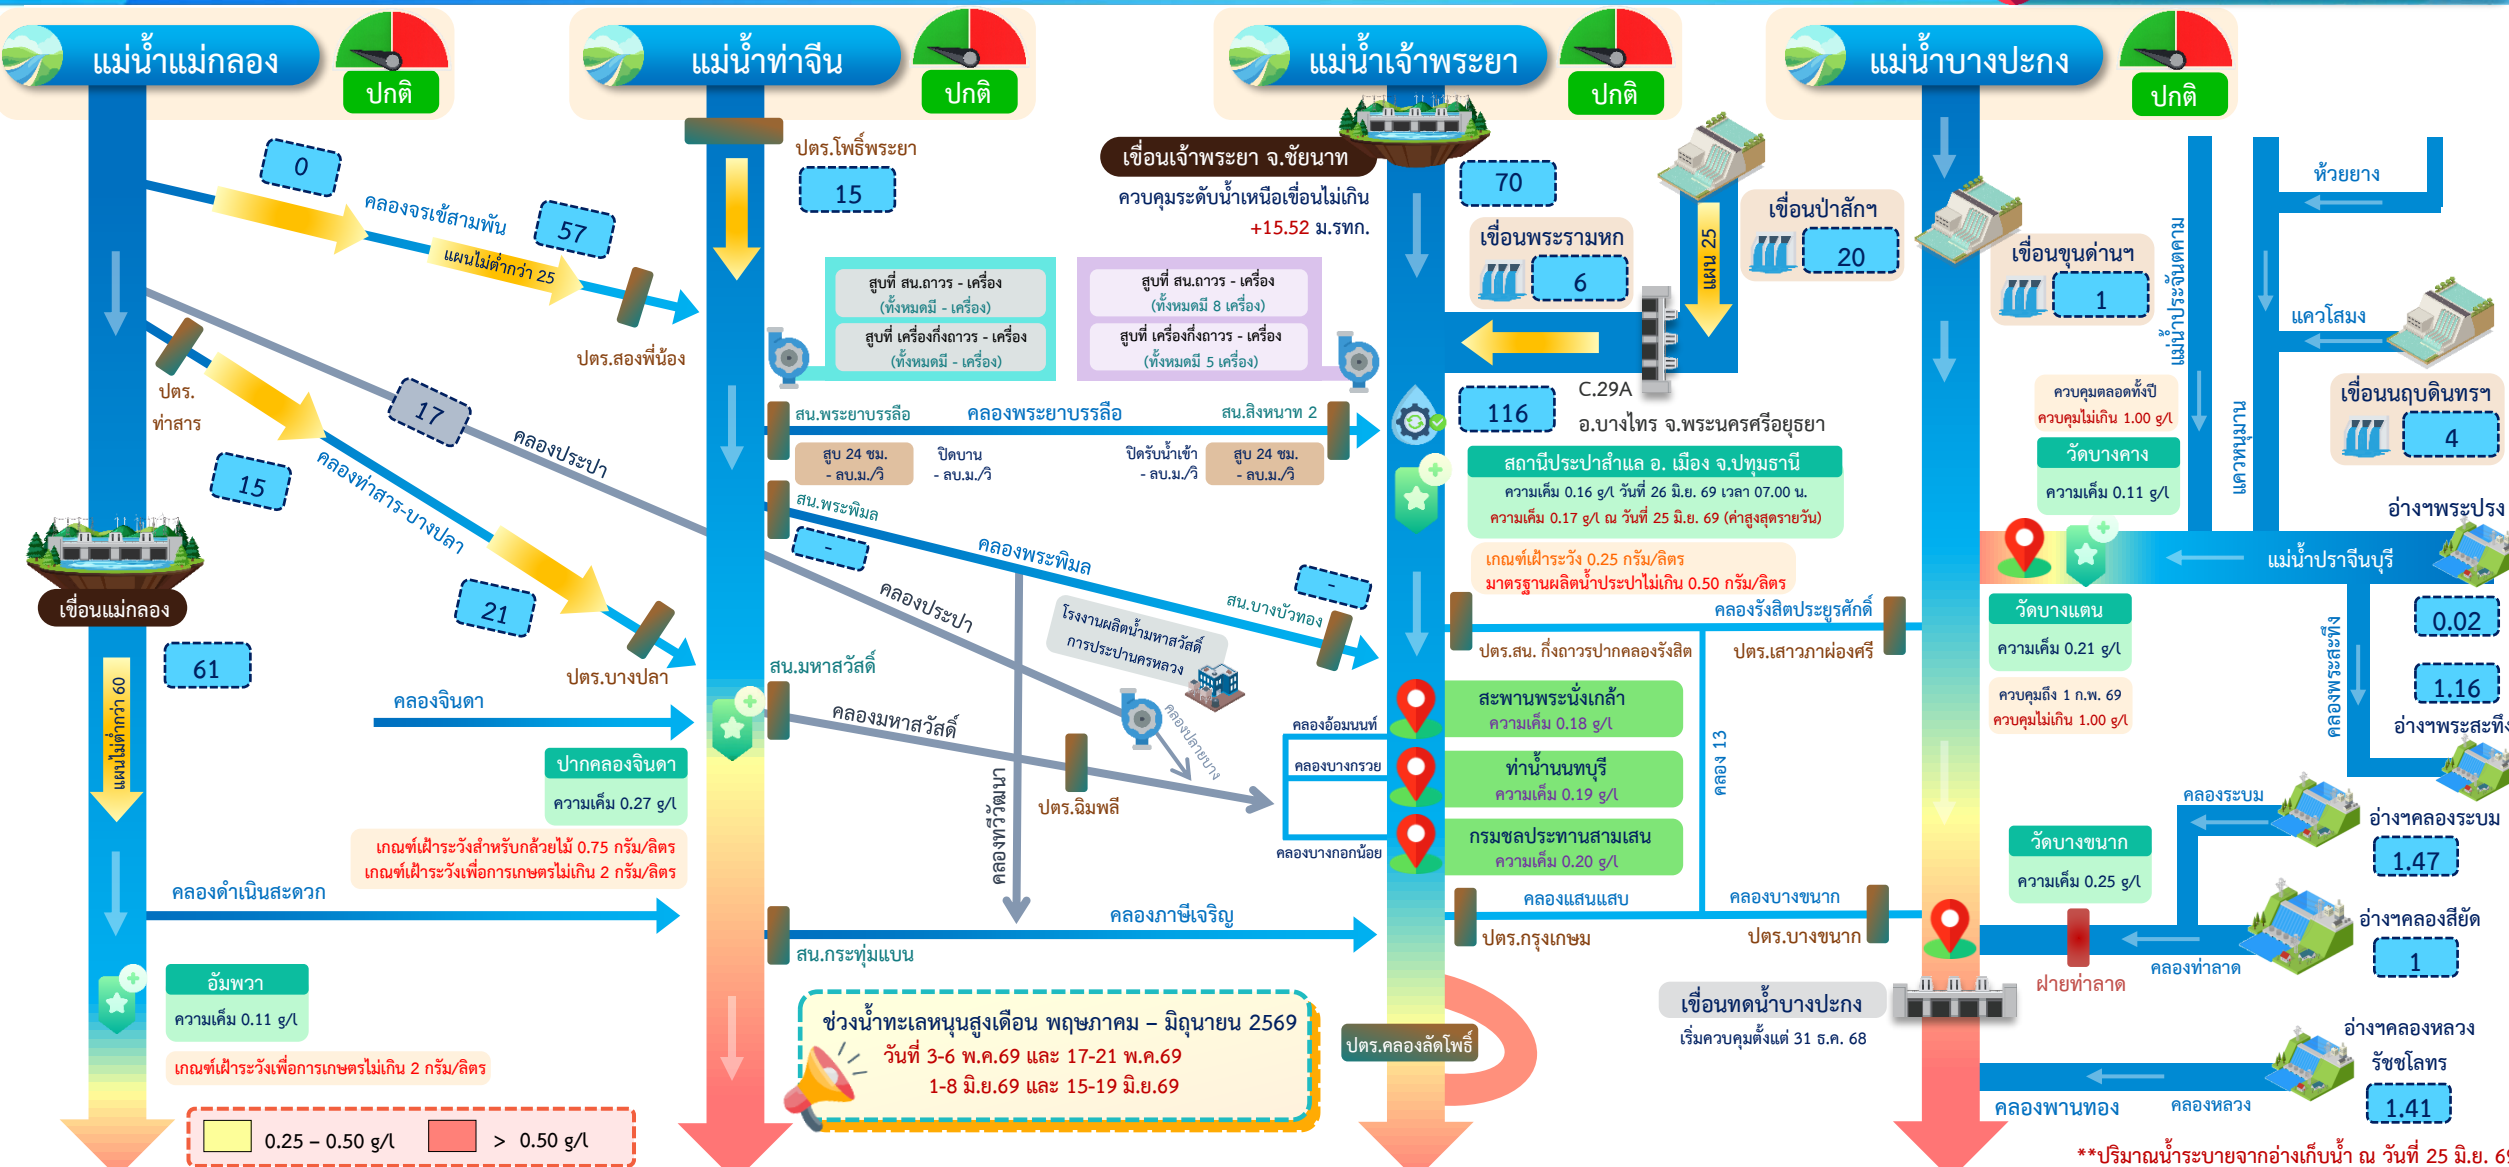 แม่น้ำแม่กลอง
ปกติ
แม่น้ำท่าจีน
ปกติ
แม่น้ำเจ้าพระยา
ปกติ
แม่น้ำบางปะกง
ปกติ
0
คลองจรเข้สามพัน
57
แผนไม่ต่ำกว่า 25
ปตร.สองพี่น้อง
ปตร.
ท่าสาร
17
คลองประปา
15
คลองท่าสาร-บางปลา
21
ปตร.บางปลา
เขื่อนแม่กลอง
61
แผนไม่ต่ำกว่า 60
คลองจินดา
ปากคลองจินดา
ความเค็ม 0.27 g/l
เกณฑ์เฝ้าระวังสำหรับกล้วยไม้ 0.75 กรัม/ลิตร
เกณฑ์เฝ้าระวังเพื่อการเกษตรไม่เกิน 2 กรัม/ลิตร
คลองดำเนินสะดวก
อัมพวา
ความเค็ม 0.11 g/l
เกณฑ์เฝ้าระวังเพื่อการเกษตรไม่เกิน 2 กรัม/ลิตร
0.25 – 0.50 g/l
> 0.50 g/l
ปตร.โพธิ์พระยา
15
เขื่อนเจ้าพระยา จ.ชัยนาท
ควบคุมระดับน้ำเหนือเขื่อนไม่เกิน
+15.52 ม.รทก.
70
สูบที่ สน.ถาวร - เครื่อง
(ทั้งหมดมี - เครื่อง)
สูบที่ เครื่องกึ่งถาวร - เครื่อง
(ทั้งหมดมี - เครื่อง)
สูบที่ สน.ถาวร - เครื่อง
(ทั้งหมดมี 8 เครื่อง)
สูบที่ เครื่องกึ่งถาวร - เครื่อง
(ทั้งหมดมี 5 เครื่อง)
สน.พระยาบรรลือ
คลองพระยาบรรลือ
สน.สิงหนาท 2
สูบ 24 ชม.
- ลบ.ม./วิ
ปิดบาน
- ลบ.ม./วิ
ปิดรับน้ำเข้า
- ลบ.ม./วิ
สูบ 24 ชม.
- ลบ.ม./วิ
สน.พระพิมล
-
คลองพระพิมล
-
สน.บางบัวทอง
คลองประปา
โรงงานผลิตน้ำมหาสวัสดิ์
การประปานครหลวง
สน.มหาสวัสดิ์
คลองมหาสวัสดิ์
คลองปลายบาง
ปตร.ฉิมพลี
คลองทวีวัฒนา
คลองอ้อมนนท์
คลองบางกรวย
คลองบางกอกน้อย
คลองภาษีเจริญ
สน.กระทุ่มแบน
ช่วงน้ำทะเลหนุนสูงเดือน พฤษภาคม – มิถุนายน 2569
วันที่ 3-6 พ.ค.69 และ 17-21 พ.ค.69
1-8 มิ.ย.69 และ 15-19 มิ.ย.69
ปตร.คลองลัดโพธิ์
เขื่อนพระรามหก
6
แผน 25
เขื่อนป่าสักฯ
20
116
C.29A
อ.บางไทร จ.พระนครศรีอยุธยา
สถานีประปาสำแล อ. เมือง จ.ปทุมธานี
ความเค็ม 0.16 g/l วันที่ 26 มิ.ย. 69 เวลา 07.00 น.
ความเค็ม 0.17 g/l ณ วันที่ 25 มิ.ย. 69 (ค่าสูงสุดรายวัน)
เกณฑ์เฝ้าระวัง 0.25 กรัม/ลิตร
มาตรฐานผลิตน้ำประปาไม่เกิน 0.50 กรัม/ลิตร
คลองรังสิตประยูรศักดิ์
ปตร.สน. กึ่งถาวรปากคลองรังสิต
ปตร.เสาวภาผ่องศรี
สะพานพระนั่งเกล้า
ความเค็ม 0.18 g/l
ท่าน้ำนนทบุรี
ความเค็ม 0.19 g/l
กรมชลประทานสามเสน
ความเค็ม 0.20 g/l
คลอง 13
คลองแสนแสบ
คลองบางขนาก
ปตร.กรุงเกษม
ปตร.บางขนาก
เขื่อนทดน้ำบางปะกง
เริ่มควบคุมตั้งแต่ 31 ธ.ค. 68
เขื่อนขุนด่านฯ
1
แม่น้ำประจันตคาม
ห้วยยาง
แควโสมง
แควหนุมาน
เขื่อนนฤบดินทรฯ
4
ควบคุมตลอดทั้งปี
ควบคุมไม่เกิน 1.00 g/l
วัดบางคาง
ความเค็ม 0.11 g/l
อ่างฯพระปรง
แม่น้ำปราจีนบุรี
0.02
วัดบางแตน
ความเค็ม 0.21 g/l
ควบคุมถึง 1 ก.พ. 69
ควบคุมไม่เกิน 1.00 g/l
คลองพระสะทึง
1.16
อ่างฯพระสะทึง
คลองระบม
อ่างฯคลองระบม
1.47
วัดบางขนาก
ความเค็ม 0.25 g/l
อ่างฯคลองสียัด
1
คลองท่าลาด
ฝายท่าลาด
อ่างฯคลองหลวง
รัชชโลทร
1.41
คลองพานทอง
คลองหลวง
**ปริมาณน้ำระบายจากอ่างเก็บน้ำ ณ วันที่ 25 มิ.ย. 69